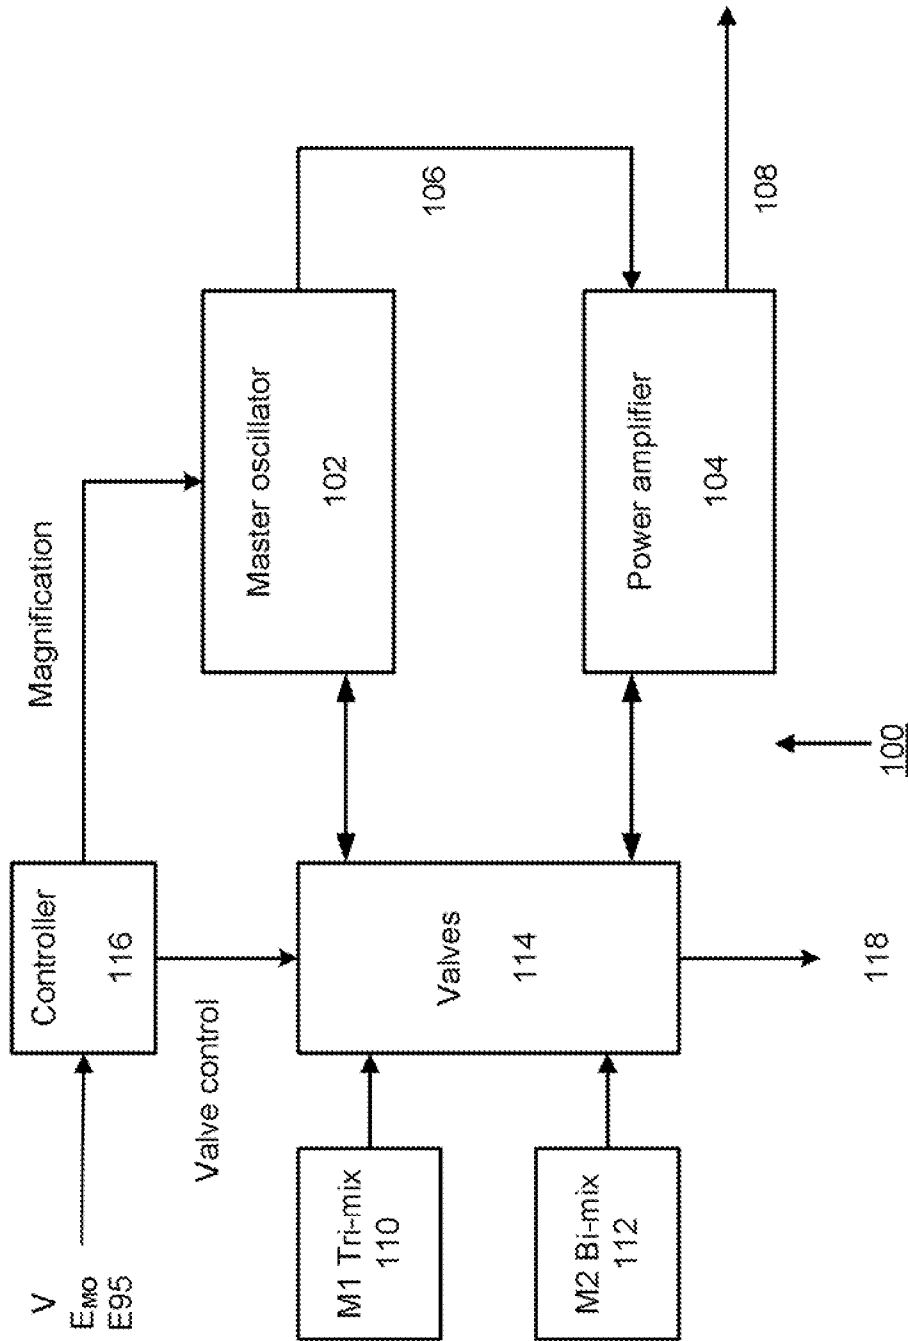 V
E_MO
E95
Controller
116
Magnification
Valve control
Master oscillator
102
106
M1 Tri-mix
110
Valves
114
M2 Bi-mix
112
Power amplifier
104
108
118
100